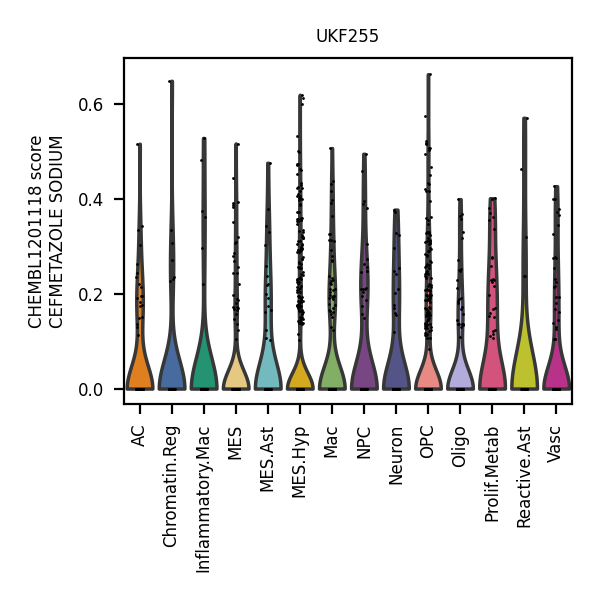 UKF255
CHEMBL1201118 score
CEFMETAZOLE SODIUM
0.6
0.4
0.2
0.0
AC
Chromatin.Reg
Inflammatory.Mac
MES
MES.Ast
MES.Hyp
Mac
NPC
Neuron
OPC
Oligo
Prolif.Metab
Reactive.Ast
Vasc